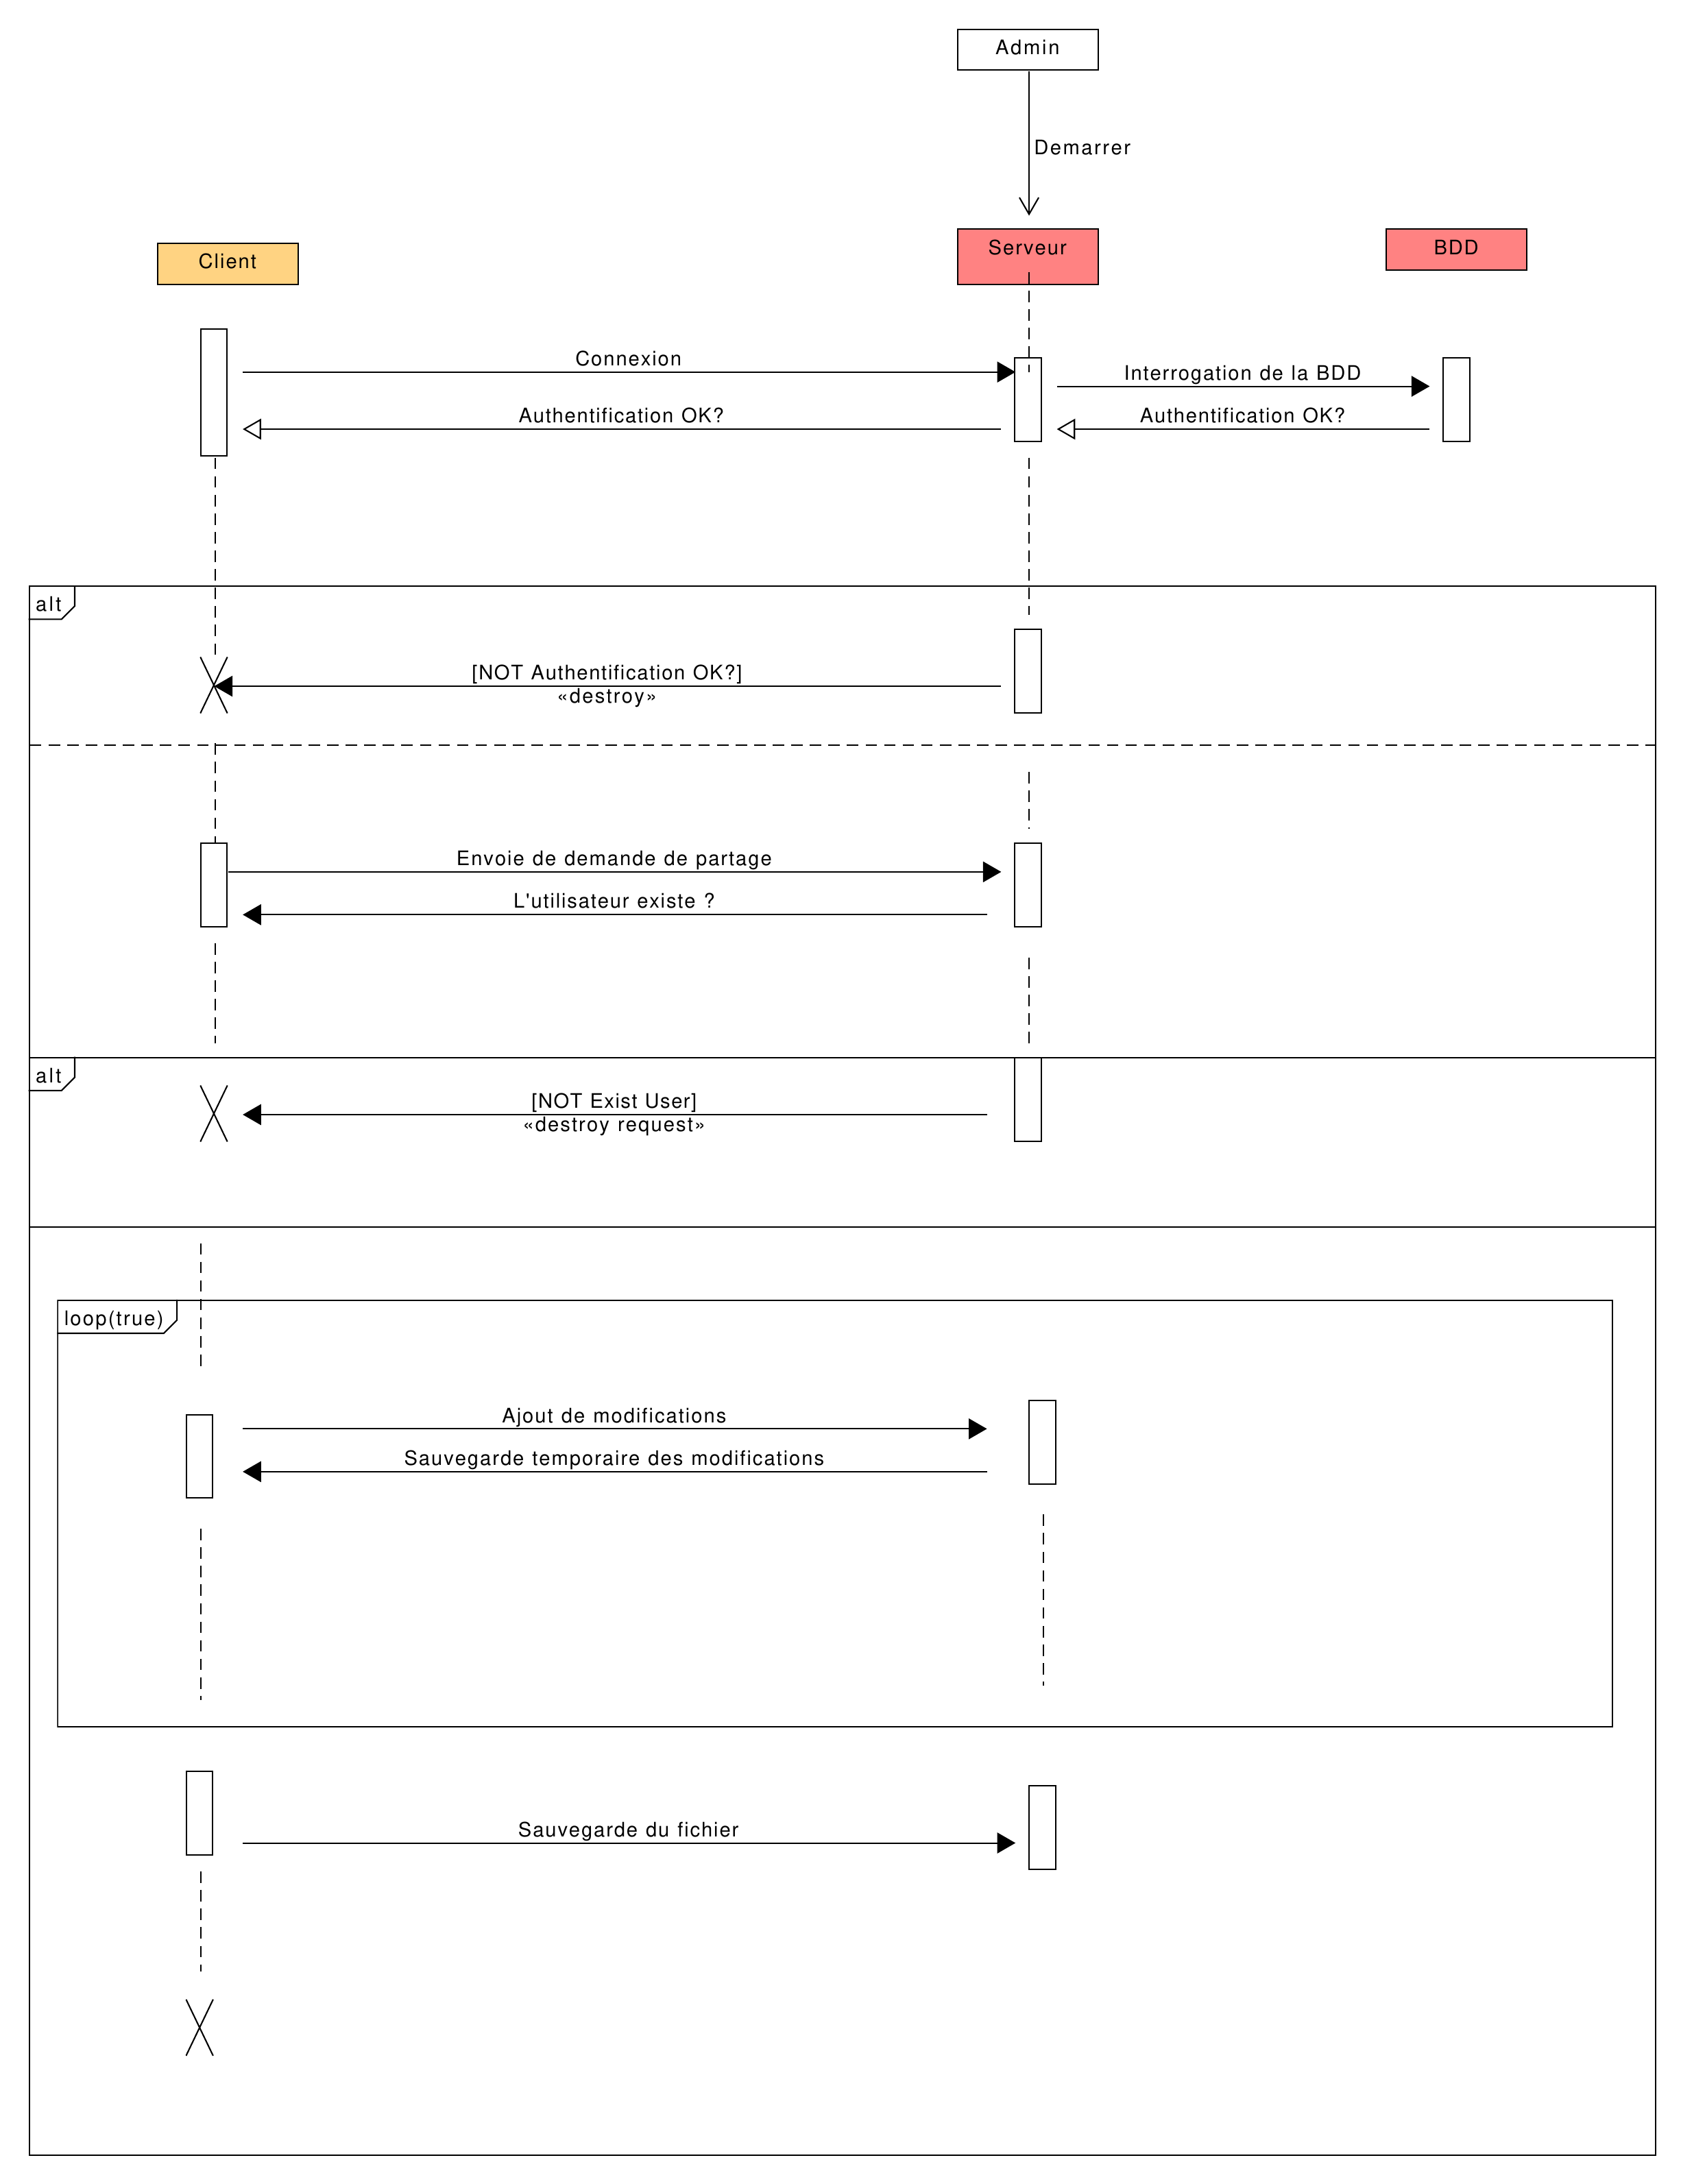 Admin
Demarrer
Client
Serveur
BDD
Connexion
Interrogation de la BDD
Authentification OK?
Authentification OK?
alt
[NOT Authentification OK?]
«destroy»
Envoie de demande de partage
L'utilisateur existe ?
alt
[NOT Exist User]
«destroy request»
loop(true)
Ajout de modifications
Sauvegarde temporaire des modifications
Sauvegarde du fichier